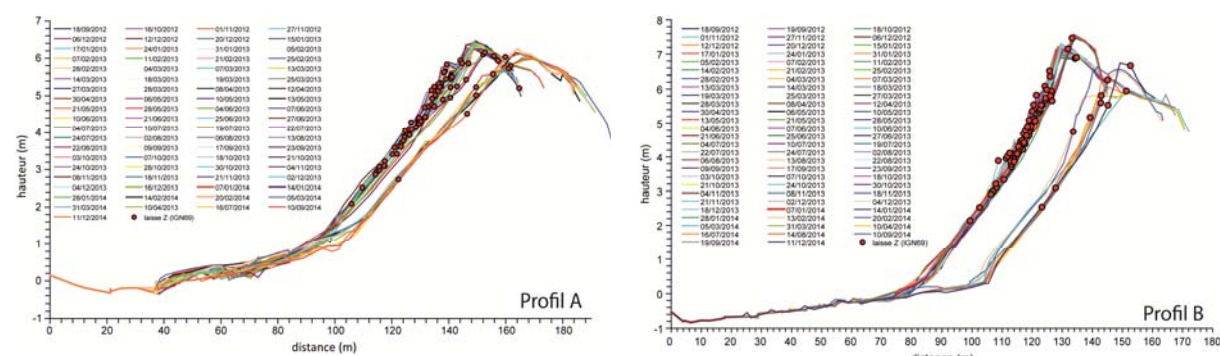 18/09/2012 16/10/2012 01/11/2012 27/11/2012
06/12/2012 12/12/2012 20/12/2012 15/01/2013
17/01/2013 24/01/2013 31/01/2013 05/02/2013
07/02/2013 11/02/2013 21/02/2013 25/02/2013
28/02/2013 04/03/2013 07/03/2013 13/03/2013
14/03/2013 18/03/2013 19/03/2013 25/03/2013
27/03/2013 28/03/2013 08/04/2013 12/04/2013
30/04/2013 06/05/2013 10/05/2013 13/05/2013
21/05/2013 28/05/2013 04/06/2013 07/06/2013
10/06/2013 21/06/2013 25/06/2013 27/06/2013
04/07/2013 10/07/2013 19/07/2013 22/07/2013
24/07/2013 02/08/2013 06/08/2013 13/08/2013
22/08/2013 09/09/2013 17/09/2013 23/09/2013
03/10/2013 07/10/2013 18/10/2013 21/10/2013
24/10/2013 28/10/2013 30/10/2013 04/11/2013
08/11/2013 18/11/2013 21/11/2013 02/12/2013
04/12/2013 16/12/2013 07/01/2014 14/01/2014
28/01/2014 14/02/2014 20/02/2014 05/03/2014
31/03/2014 10/04/2013 16/07/2014 10/09/2014
11/12/2014 laisse Z (IGN69)
hauteur (m)
7
6
5
4
3
2
1
0
-1
Profil A
0 20 40 60 80 100 120 140 160 180
distance (m)
18/09/2012 19/09/2012 18/10/2012
01/11/2012 27/11/2012 06/12/2012
12/12/2012 20/12/2012 15/01/2013
17/01/2013 24/01/2013 31/01/2013
05/02/2013 07/02/2013 11/02/2013
14/02/2013 21/02/2013 25/02/2013
28/02/2013 04/03/2013 07/03/2013
13/03/2013 14/03/2013 18/03/2013
19/03/2013 25/03/2013 27/03/2013
28/03/2013 08/04/2013 12/04/2013
30/04/2013 06/05/2013 10/05/2013
13/05/2013 21/05/2013 28/05/2013
04/06/2013 07/06/2013 10/06/2013
21/06/2013 25/06/2013 27/06/2013
04/07/2013 10/07/2013 19/07/2013
22/07/2013 24/07/2013 02/08/2013
06/08/2013 13/08/2013 22/08/2013
09/09/2013 17/09/2013 23/09/2013
03/10/2013 07/10/2013 18/10/2013
21/10/2013 24/10/2013 30/10/2013
04/11/2013 08/11/2013 18/11/2013
21/11/2013 02/12/2013 04/12/2013
18/12/2013 07/01/2014 14/01/2014
28/01/2014 13/02/2014 20/02/2014
05/03/2014 31/03/2014 10/04/2014
16/07/2014 14/08/2014 10/09/2014
19/09/2014 11/12/2014 laisse Z (IGN69)
hauteur (m)
8
7
6
5
4
3
2
1
0
-1
Profil B
0 10 20 30 40 50 60 70 80 90 100 110 120 130 140 150 160 170 180
distance (m)